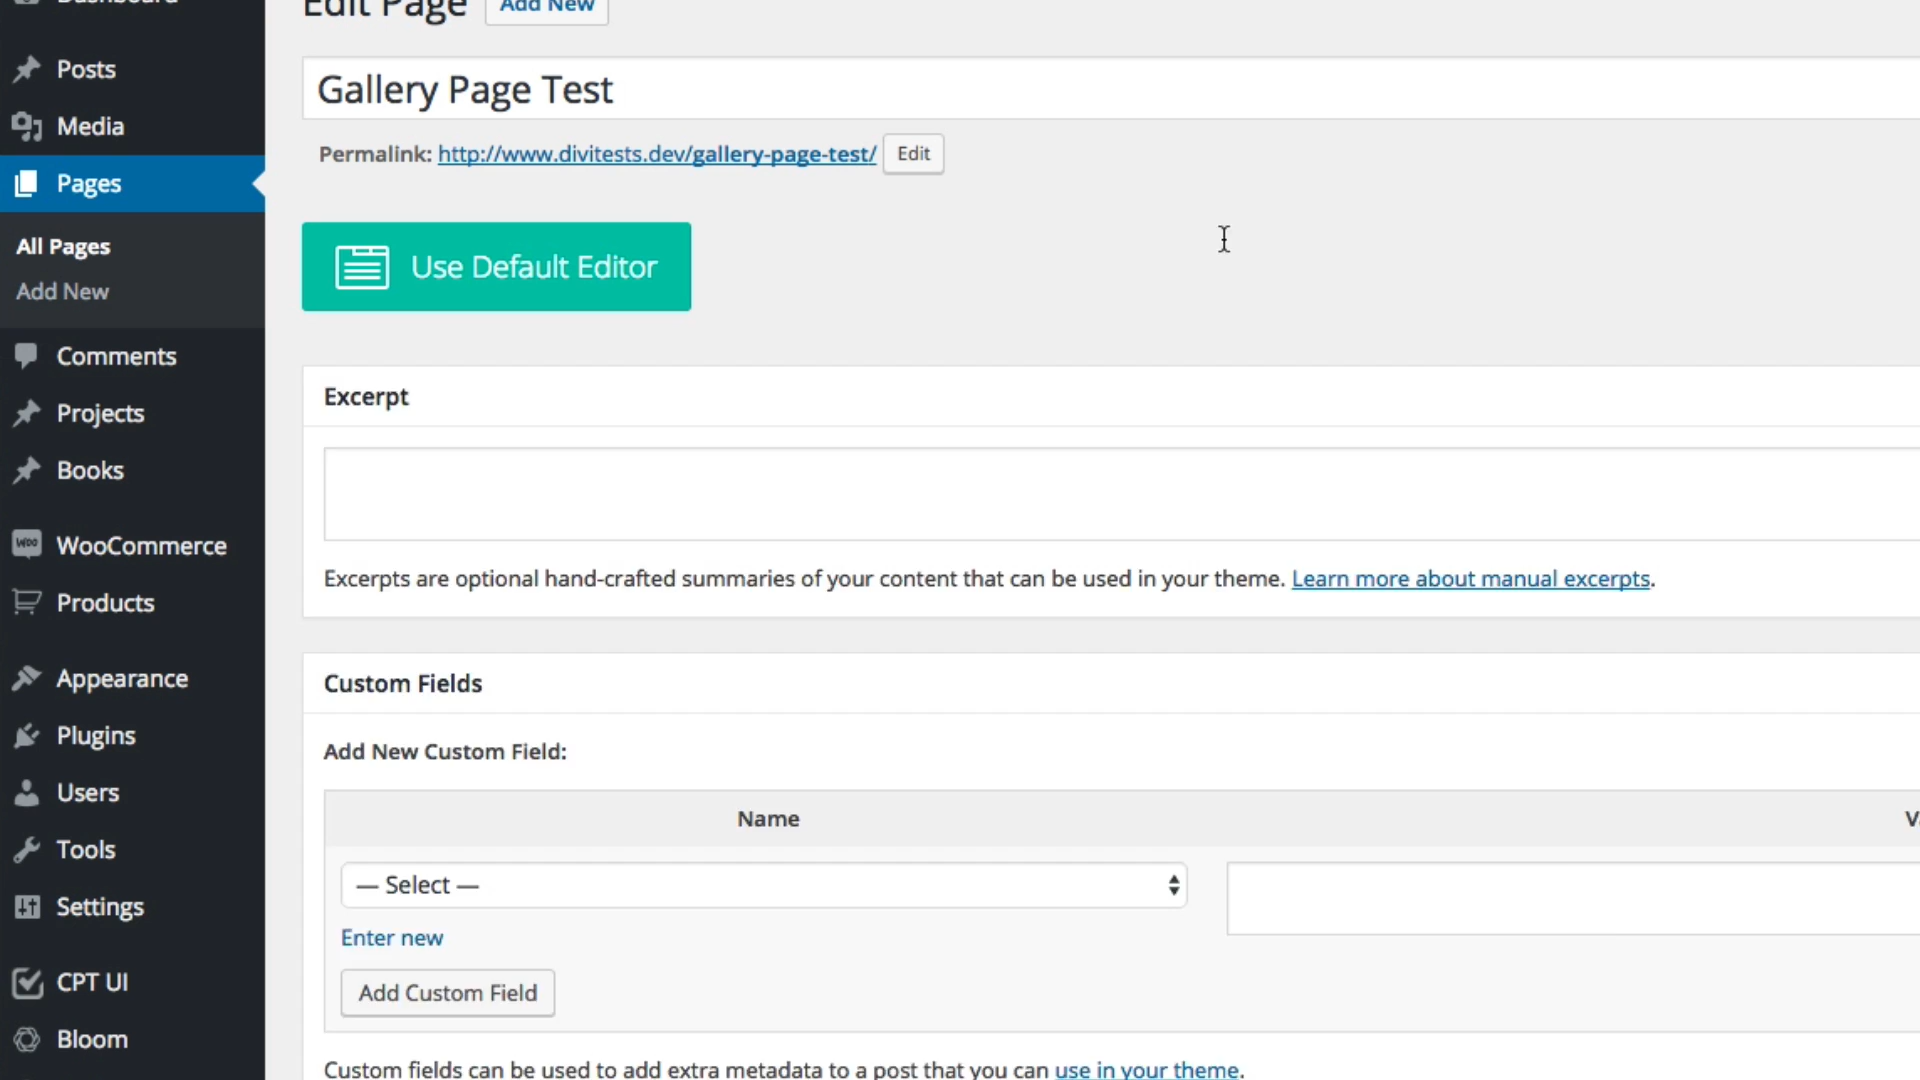 Dashboard
Edit Page
Add New
Posts
Gallery Page Test
Media
Permalink: http://www.divitests.dev/gallery-page-test/ Edit
Pages
All Pages
Use Default Editor
Add New
Comments
Excerpt
Projects
Books
WooCommerce
Woo
Excerpts are optional hand-crafted summaries of your content that can be used in your theme. Learn more about manual excerpts.
Products
Appearance
Custom Fields
Plugins
Add New Custom Field:
Users
Name
Tools
— Select —
Settings
Enter new
CPT UI
Add Custom Field
Bloom
Custom fields can be used to add extra metadata to a post that you can use in your theme.